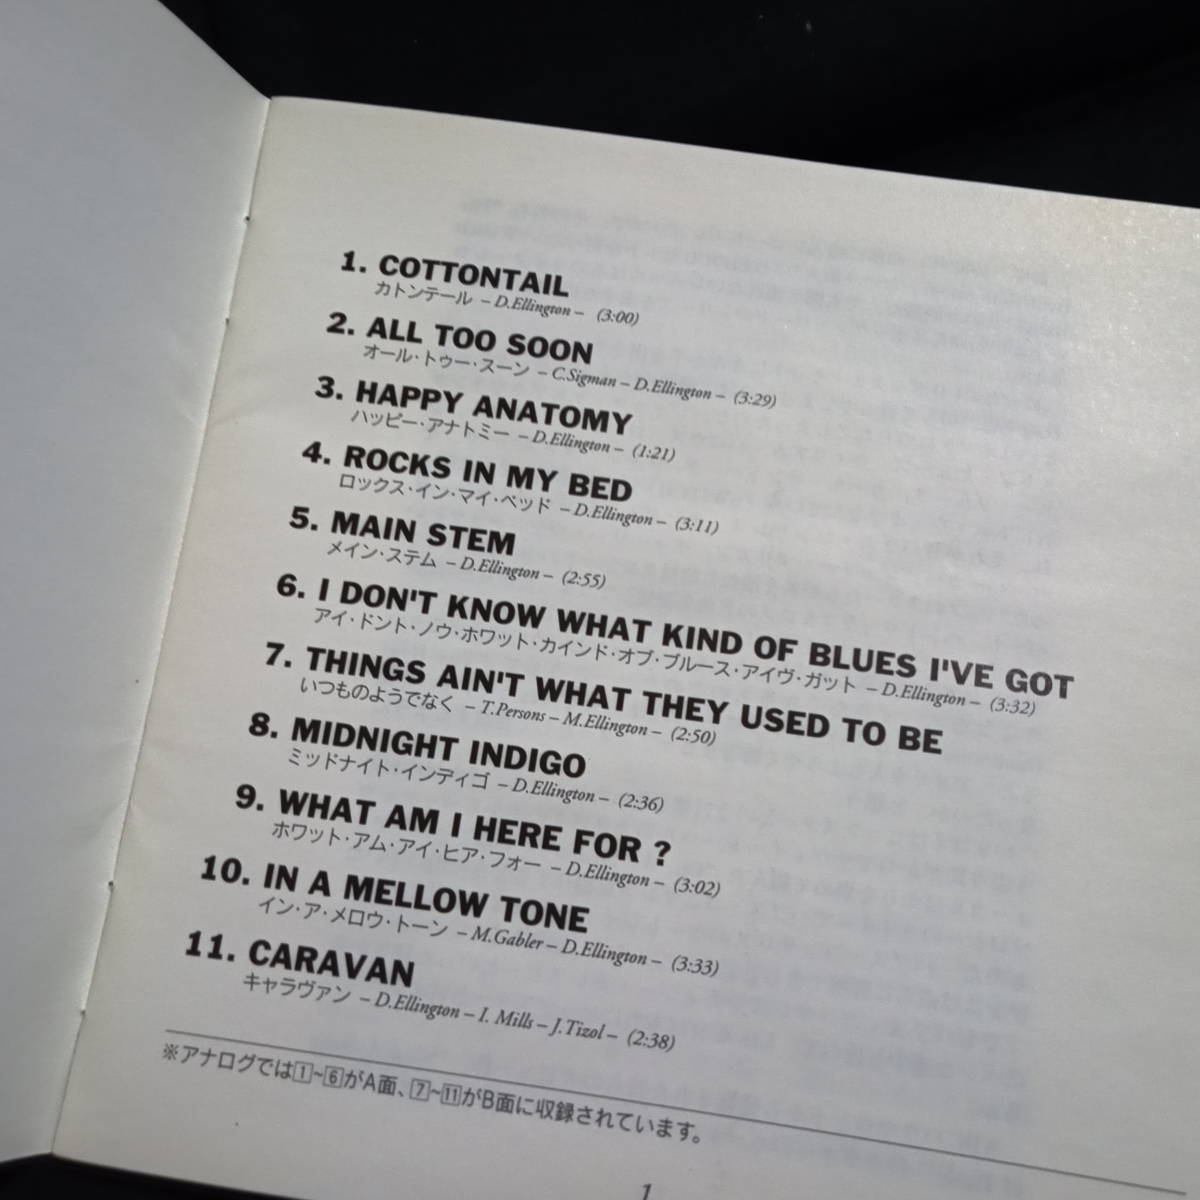 1. COTTONTAIL
カトンテール – D.Ellington – (3:00)
2. ALL TOO SOON
オール・トゥー・スーン – C.Sigman – D.Ellington – (3:29)
3. HAPPY ANATOMY
ハッピー・アナトミー – D.Ellington – (1:21)
4. ROCKS IN MY BED
ロックス・イン・マイ・ベッド – D.Ellington – (3:11)
5. MAIN STEM
メイン・ステム – D.Ellington – (2:55)
6. I DON'T KNOW WHAT KIND OF BLUES I'VE GOT
アイ・ドント・ノウ・ホワット・カインド・オブ・ブルース・アイヴ・ガット – D.Ellington – (3:32)
7. THINGS AIN'T WHAT THEY USED TO BE
いつものようでなく – T.Persons – M.Ellington – (2:50)
8. MIDNIGHT INDIGO
ミッドナイト・インディゴ – D.Ellington – (2:36)
9. WHAT AM I HERE FOR ?
ホワット・アム・アイ・ヒア・フォー – D.Ellington – (3:02)
10. IN A MELLOW TONE
イン・ア・メロウ・トーン – M.Gabler – D.Ellington – (3:33)
11. CARAVAN
キャラヴァン – D.Ellington – I. Mills – J.Tizol – (2:38)
※アナログでは1~6がA面、7~11がB面に収録されています。
1